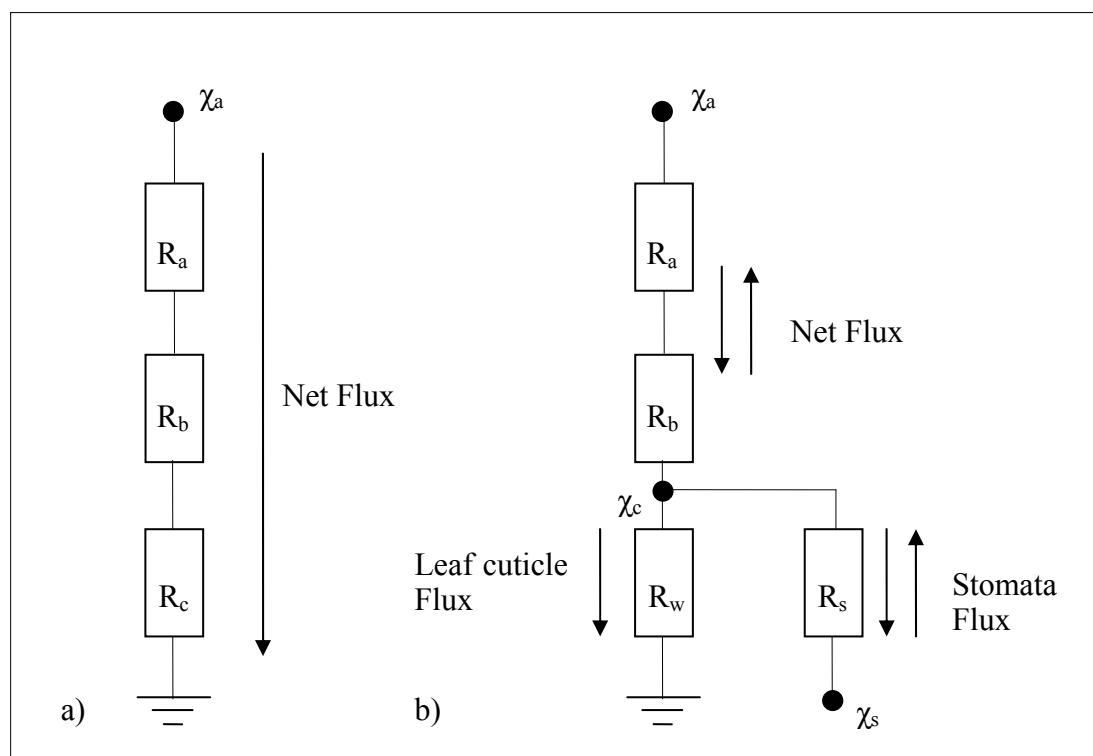 χa
Ra
Rb
Rc
Net Flux
a)
χa
Ra
Net Flux
Rb
χc
Leaf cuticle
Flux
Rw
Rs
Stomata
Flux
χs
b)